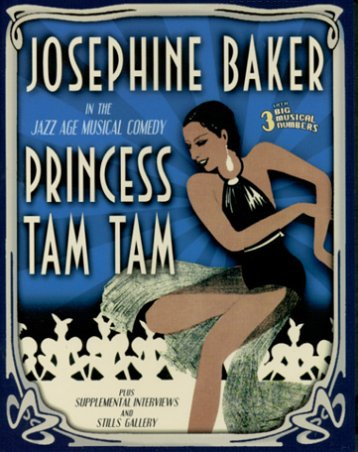 JOSEPHINE BAKER
IN THE
JAZZ AGE MUSICAL COMEDY
WITH
3 BIG
MUSICAL
NUMBERS
PRINCESS
TAM TAM
PLUS
SUPPLEMENTAL INTERVIEWS
AND
STILLS GALLERY